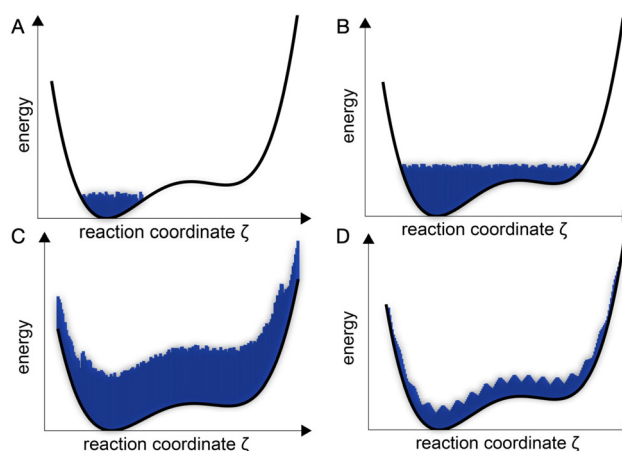 A
energy
reaction coordinate ζ
B
energy
reaction coordinate ζ
C
energy
reaction coordinate ζ
D
energy
reaction coordinate ζ